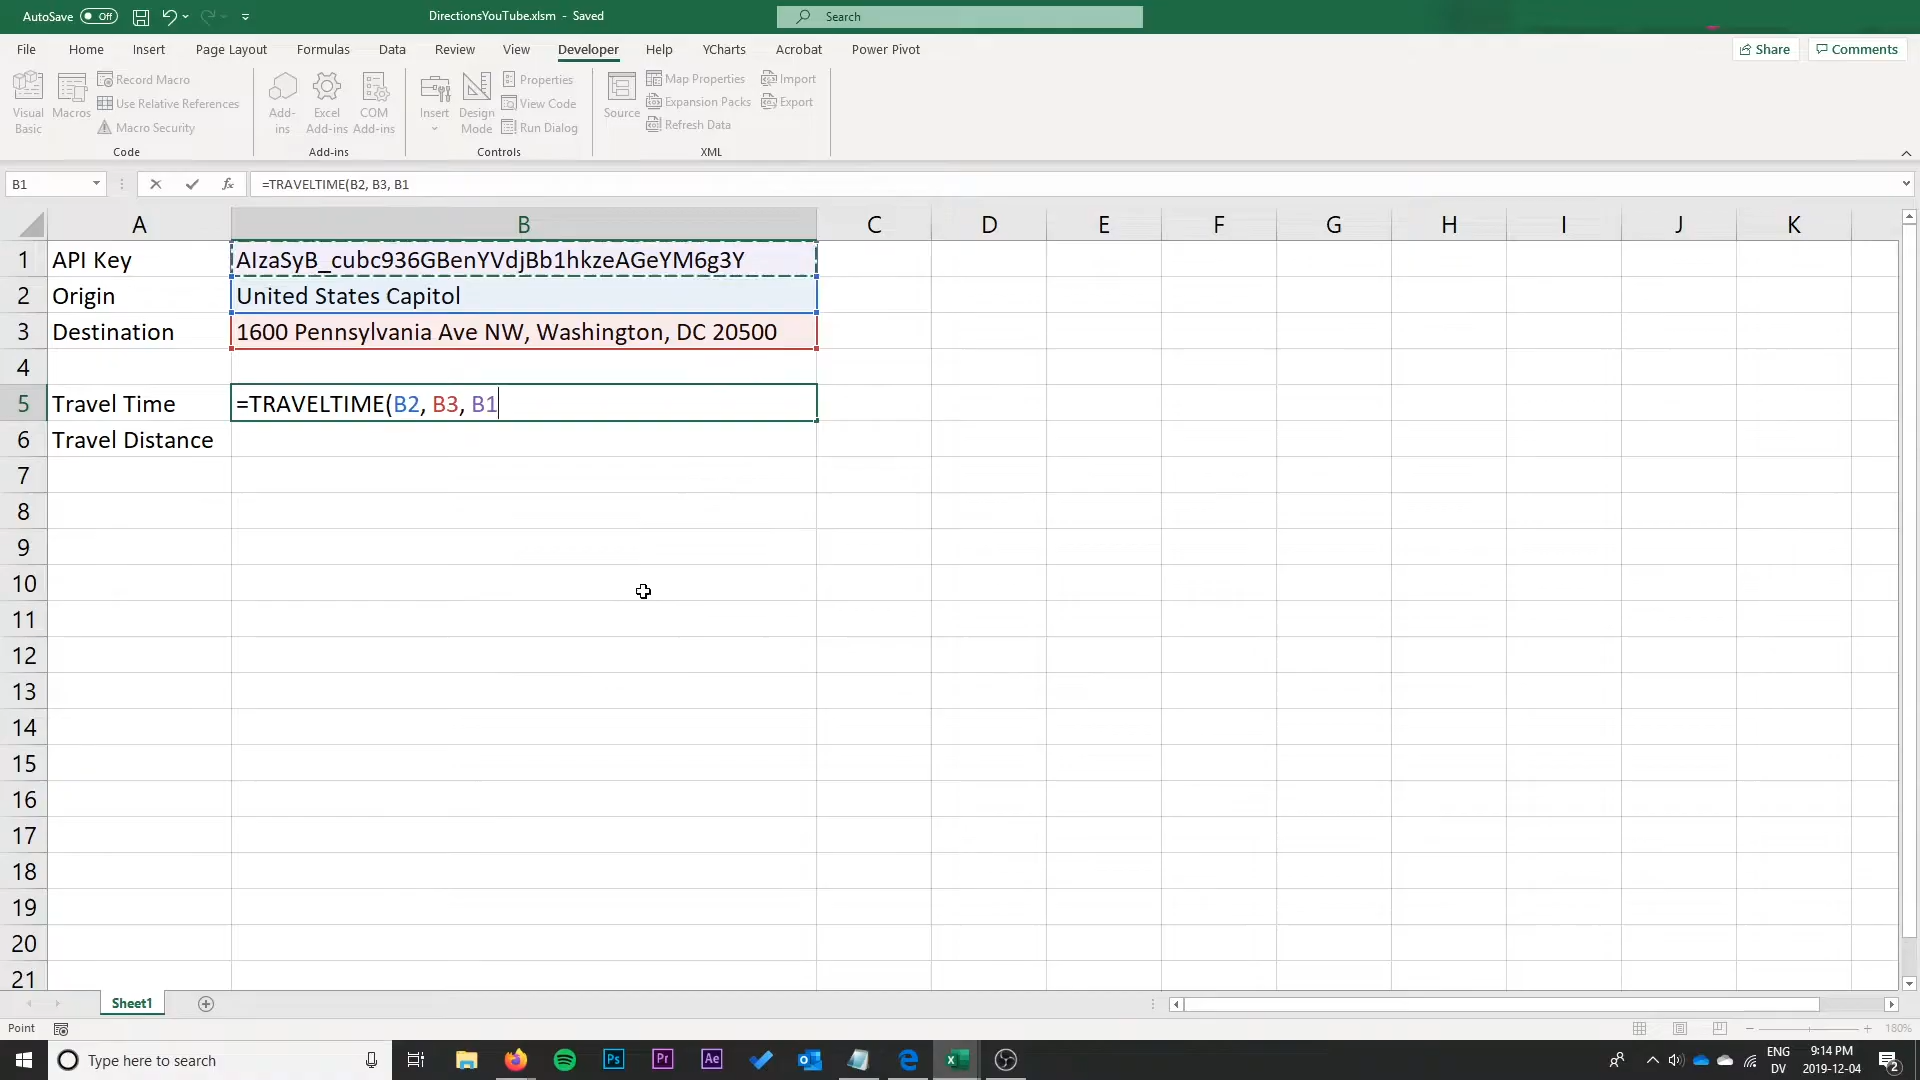 AutoSave Off DirectionsYouTube.xlsm - Saved Search
File Home Insert Page Layout Formulas Data Review View Developer Help YCharts Acrobat Power Pivot Share Comments
Visual Basic
Macros
Record Macro
Use Relative References
Macro Security
Code
Add-ins
Excel Add-ins
COM Add-ins
Add-ins
Insert
Design Mode
Properties
View Code
Run Dialog
Controls
Source
Map Properties
Expansion Packs
Refresh Data
Import
Export
XML
B1 fx =TRAVELTIME(B2, B3, B1
A B C D E F G H I J K
1 API Key AIzaSyB_cubc936GBenYVdjBb1hkzeAGeYM6g3Y
2 Origin United States Capitol
3 Destination 1600 Pennsylvania Ave NW, Washington, DC 20500
4
5 Travel Time =TRAVELTIME(B2, B3, B1
6 Travel Distance
7
8
9
10
11
12
13
14
15
16
17
18
19
20
21
Sheet1
Point 180%
Type here to search Ps Pr Ae ENG 9:14 PM
DV 2019-12-04 2